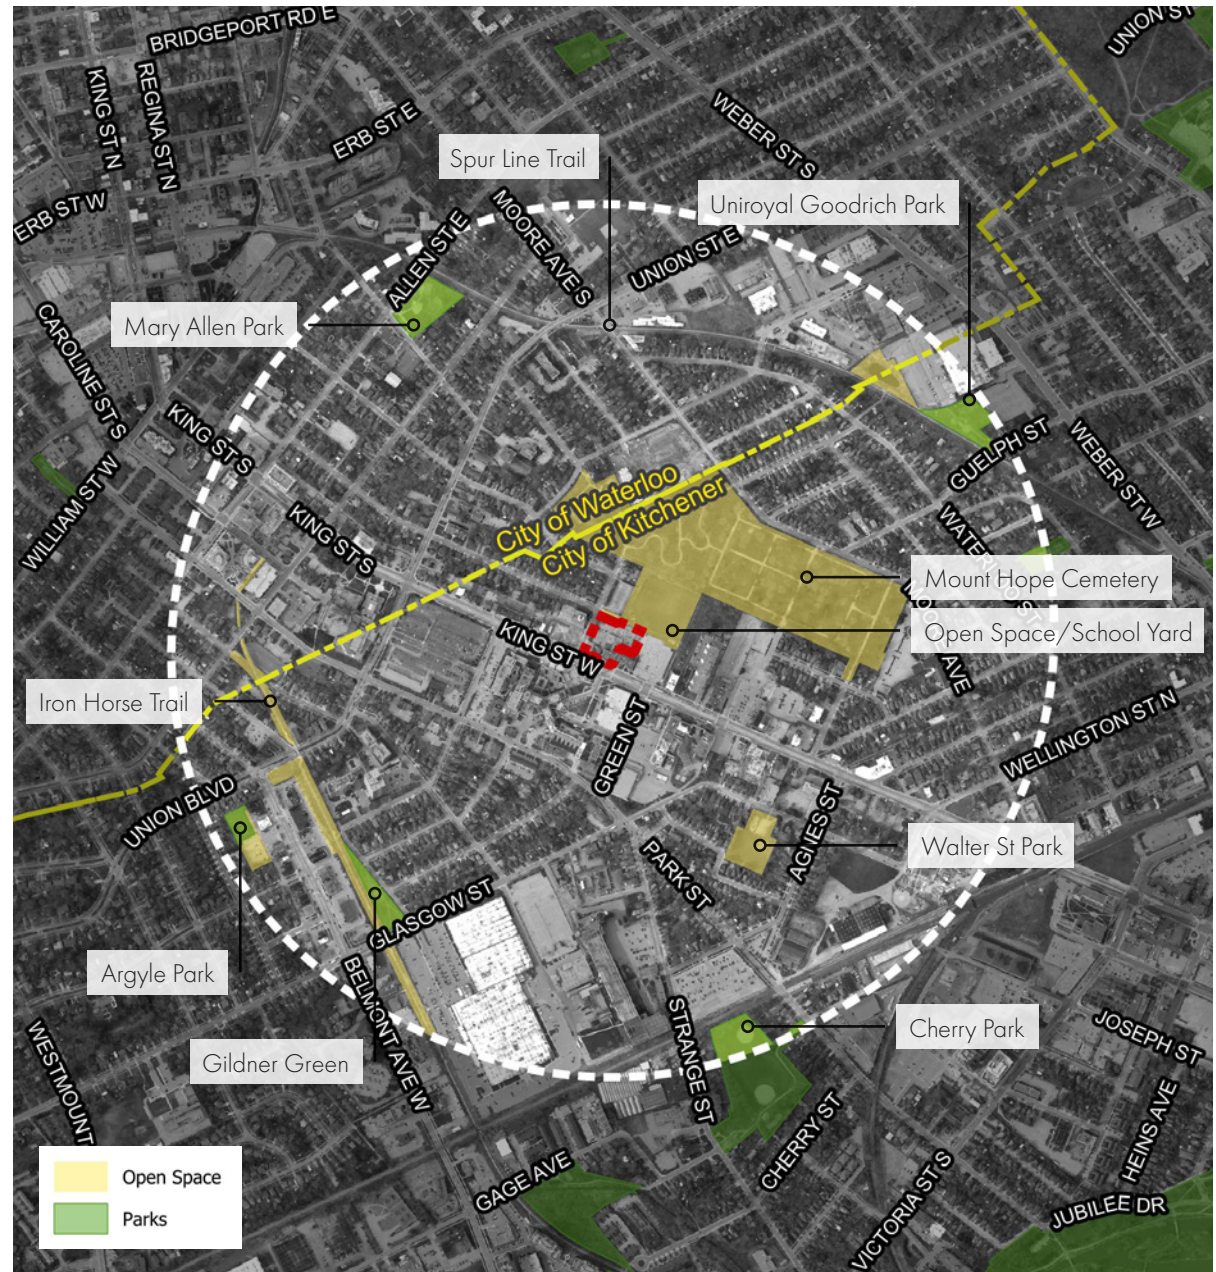 BRIDGEPORT RD E
UNION ST
KING ST N
REGINA ST N
ERB ST E
WEBER ST S
Spur Line Trail
ERB ST W
ALLEN ST E
MOORE AVE S
UNION ST E
Uniroyal Goodrich Park
Mary Allen Park
CAROLINE ST S
KING ST S
WILLIAM ST W
KING ST S
GUELPH ST
WEBER ST W
City of Waterloo
City of Kitchener
WATERLOO ST
Mount Hope Cemetery
MOORE AVE
Open Space/School Yard
KING ST W
Iron Horse Trail
GREEN ST
WELLINGTON ST N
UNION BLVD
AGNES ST
PARK ST
Walter St Park
GLASGOW ST
Argyle Park
BELMONT AVE W
STRANGE ST
Cherry Park
JOSEPH ST
WESTMOUNT
Gildner Green
HEINS AVE
CHERRY ST
GAGE AVE
VICTORIA ST S
JUBILEE DR
Open Space
Parks